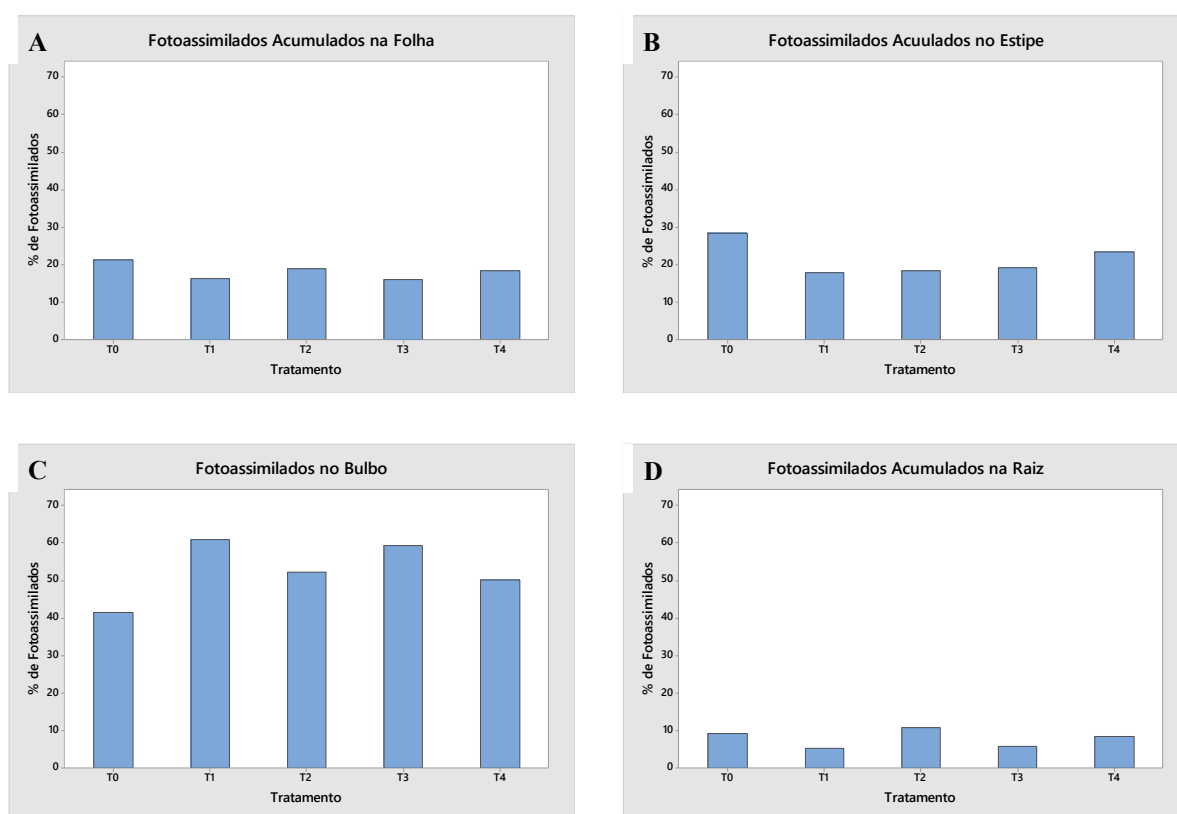 A
Fotoassimilados Acumulados na Folha
% de Fotoassimilados
70
60
50
40
30
20
10
0
T0 T1 T2 T3 T4
Tratamento
B
Fotoassimilados Acuulados no Estipe
% de Fotoassimilados
70
60
50
40
30
20
10
0
T0 T1 T2 T3 T4
Tratamento
C
Fotoassimilados no Bulbo
% de Fotoassimilados
70
60
50
40
30
20
10
0
T0 T1 T2 T3 T4
Tratamento
D
Fotoassimilados Acumulados na Raiz
% de Fotoassimilados
70
60
50
40
30
20
10
0
T0 T1 T2 T3 T4
Tratamento